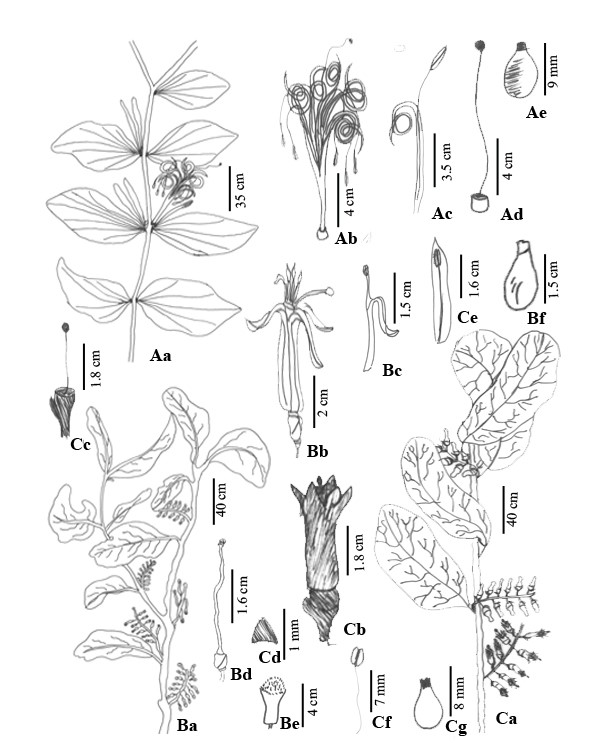 9 mm
Ae
35 cm
4 cm
3.5 cm
4 cm
Ac
Ad
Ab
1.6 cm
1.5 cm
1.5 cm
Ce
Bf
Aa
1.8 cm
Bc
2 cm
Cc
Bb
40 cm
40 cm
1.8 cm
1.6 cm
1 mm
Cb
Cd
Bd
7 mm
8 mm
4 cm
Ba
Be
Cf
Cg
Ca